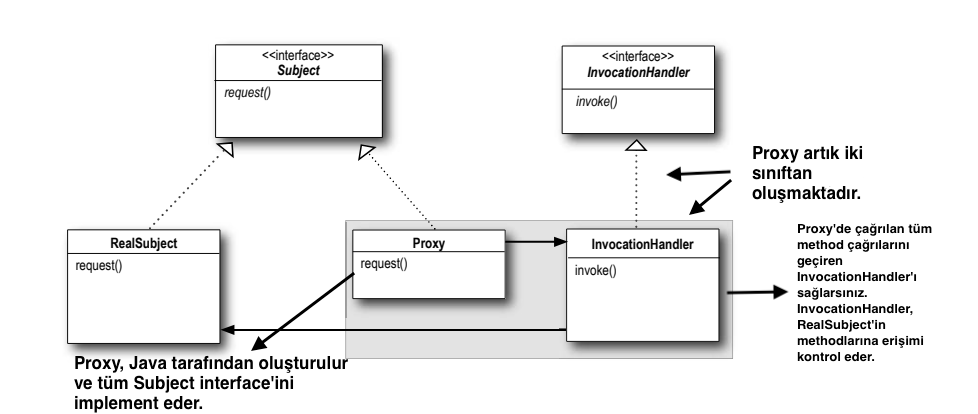 <<interface>>
Subject
request()
<<interface>>
InvocationHandler
invoke()
Proxy artık iki
sınıftan
oluşmaktadır.
RealSubject
request()
Proxy
request()
InvocationHandler
invoke()
Proxy'de çağrılan tüm
method çağrılarını
geçiren
InvocationHandler'ı
sağlarsınız.
InvocationHandler,
RealSubject'in
methodlarına erişimi
kontrol eder.
Proxy, Java tarafından oluşturulur
ve tüm Subject interface'ini
implement eder.